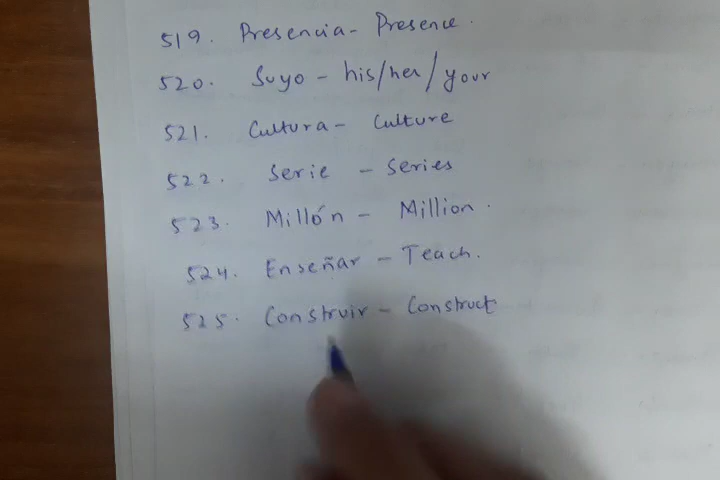 519. Presencia - Presence.
520. Suyo - his/her/your
521. Cultura - Culture
522. Serie - Series
523. Millón - Million.
524. Enseñar - Teach.
525. Construir - Construct